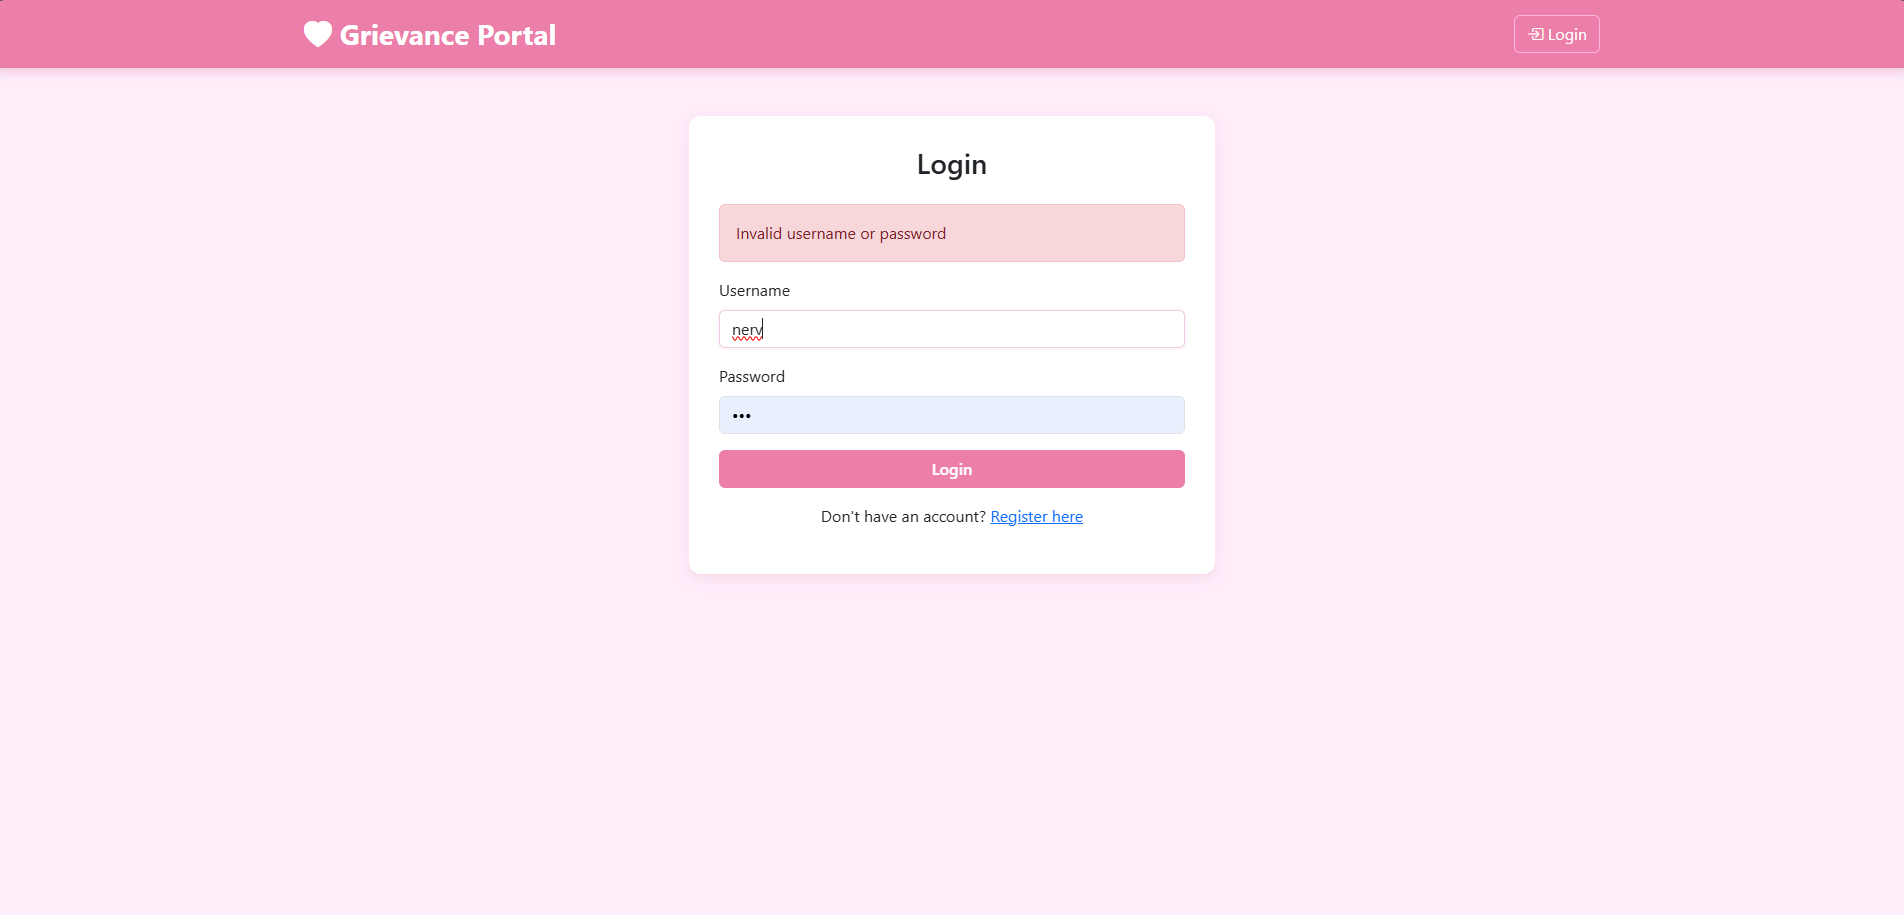 Grievance Portal
Login
Login
Invalid username or password
Username
nerv
Password
•••
Login
Don't have an account? Register here